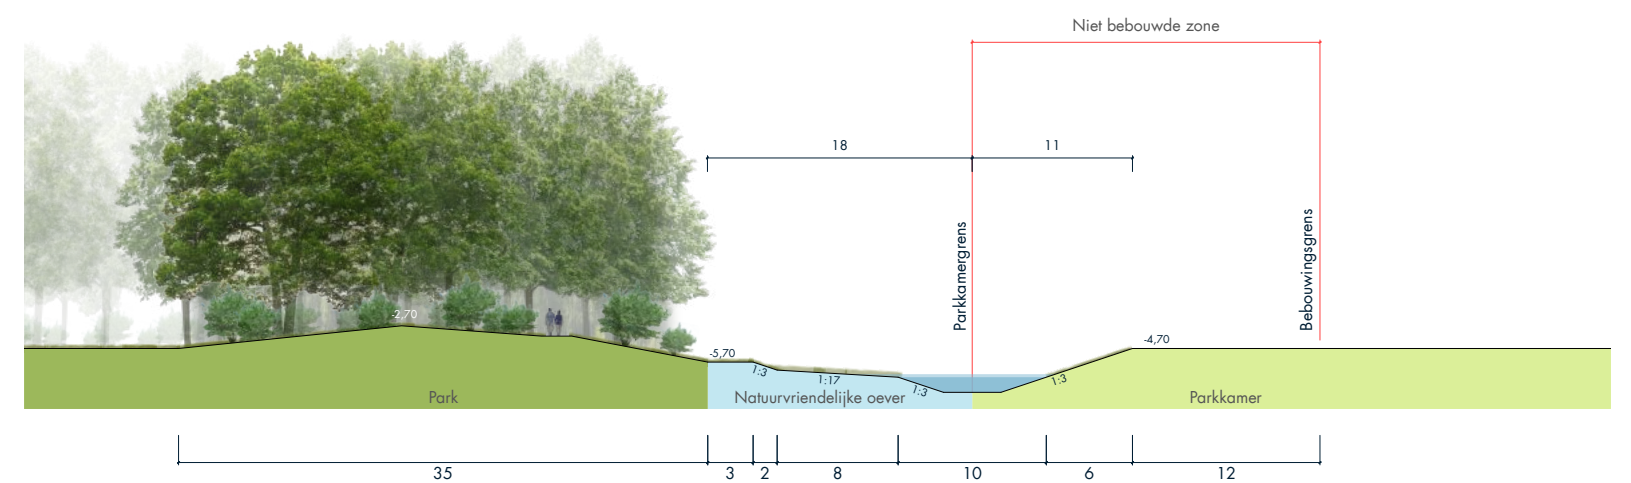 Niet bebouwde zone
18
11
Parkkamergrens
Bebouwingsgrens
-2,70
-5,70
-4,70
1:3
1:17
1:3
1:3
Park
Natuurvriendelijke oever
Parkkamer
35
3
2
8
10
6
12